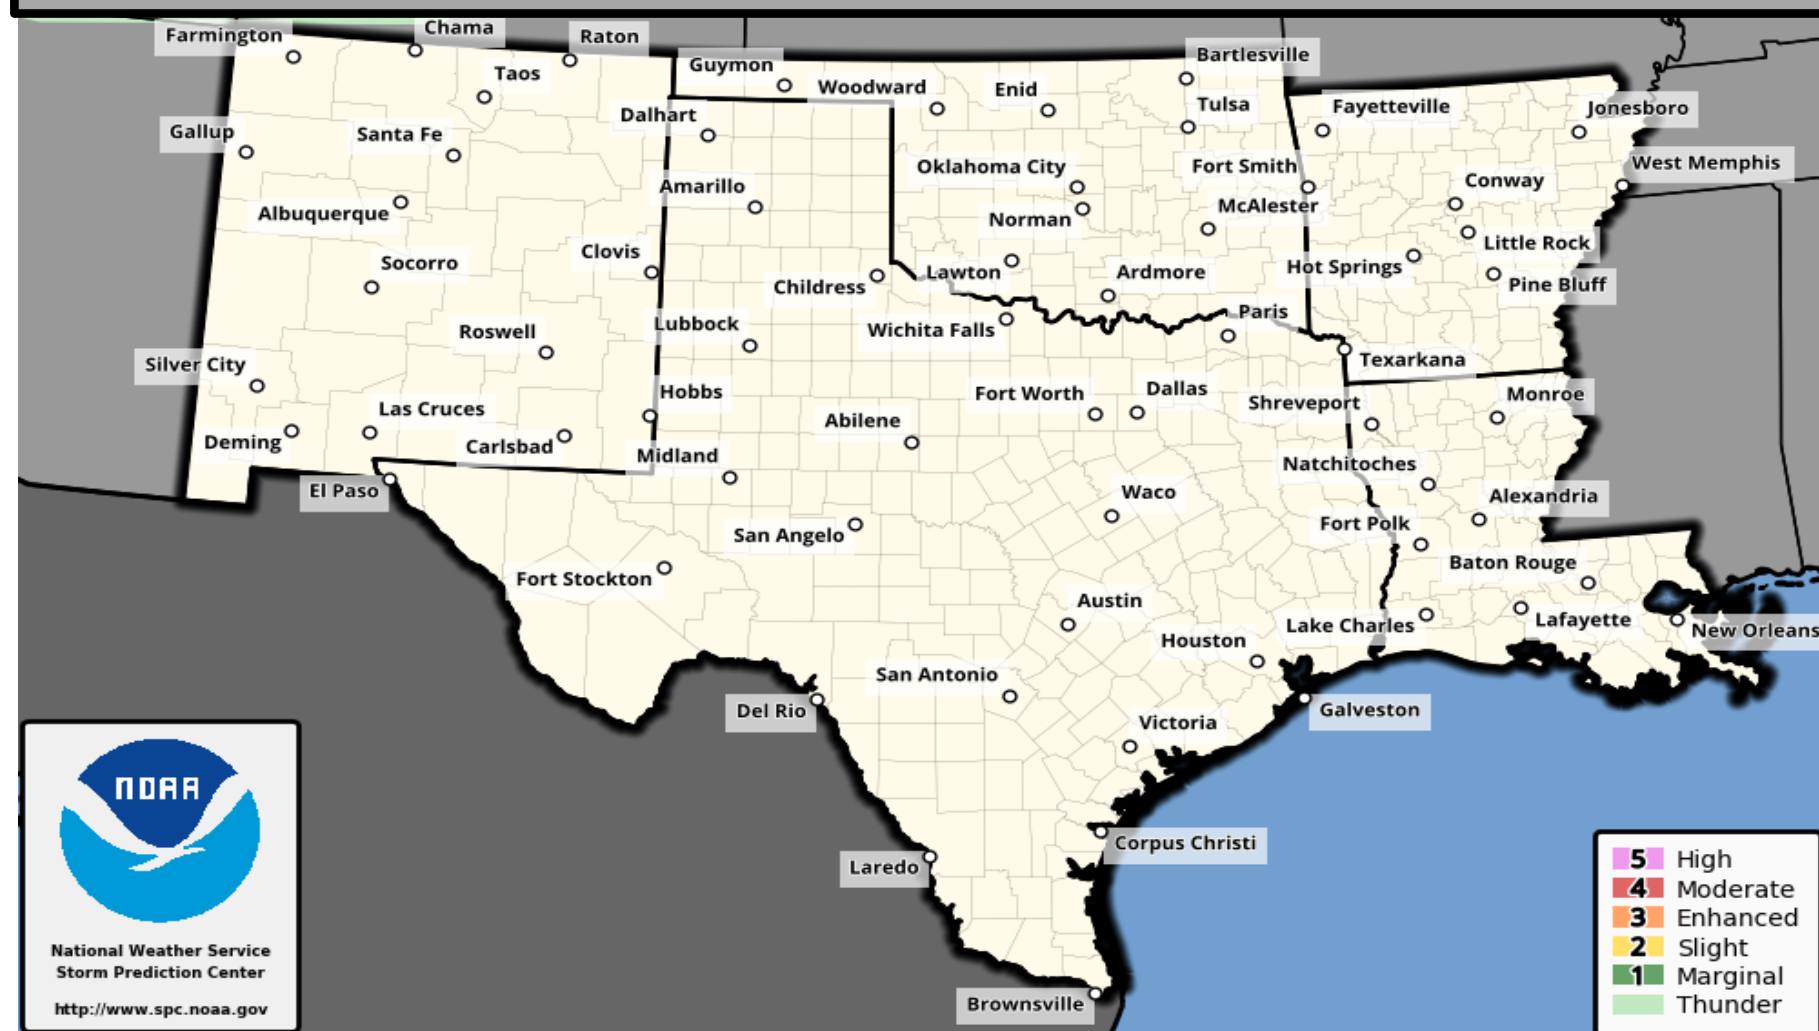 Farmington
Chama
Raton
Taos
Guymon
Woodward
Enid
Bartlesville
Tulsa
Fayetteville
Jonesboro
Gallup
Santa Fe
Dalhart
Amarillo
Oklahoma City
Norman
Fort Smith
McAlester
Conway
West Memphis
Albuquerque
Socorro
Clovis
Childress
Lawton
Ardmore
Hot Springs
Little Rock
Pine Bluff
Roswell
Lubbock
Wichita Falls
Paris
Texarkana
Silver City
Las Cruces
Deming
Carlsbad
Hobbs
Midland
Abilene
Fort Worth
Dallas
Shreveport
Monroe
Natchitoches
El Paso
San Angelo
Waco
Fort Polk
Alexandria
Baton Rouge
Fort Stockton
Austin
Houston
Lake Charles
Lafayette
New Orleans
San Antonio
Del Rio
Victoria
Galveston
Corpus Christi
Laredo
Brownsville
NOAA
National Weather Service
Storm Prediction Center
http://www.spc.noaa.gov
5 High
4 Moderate
3 Enhanced
2 Slight
1 Marginal
Thunder